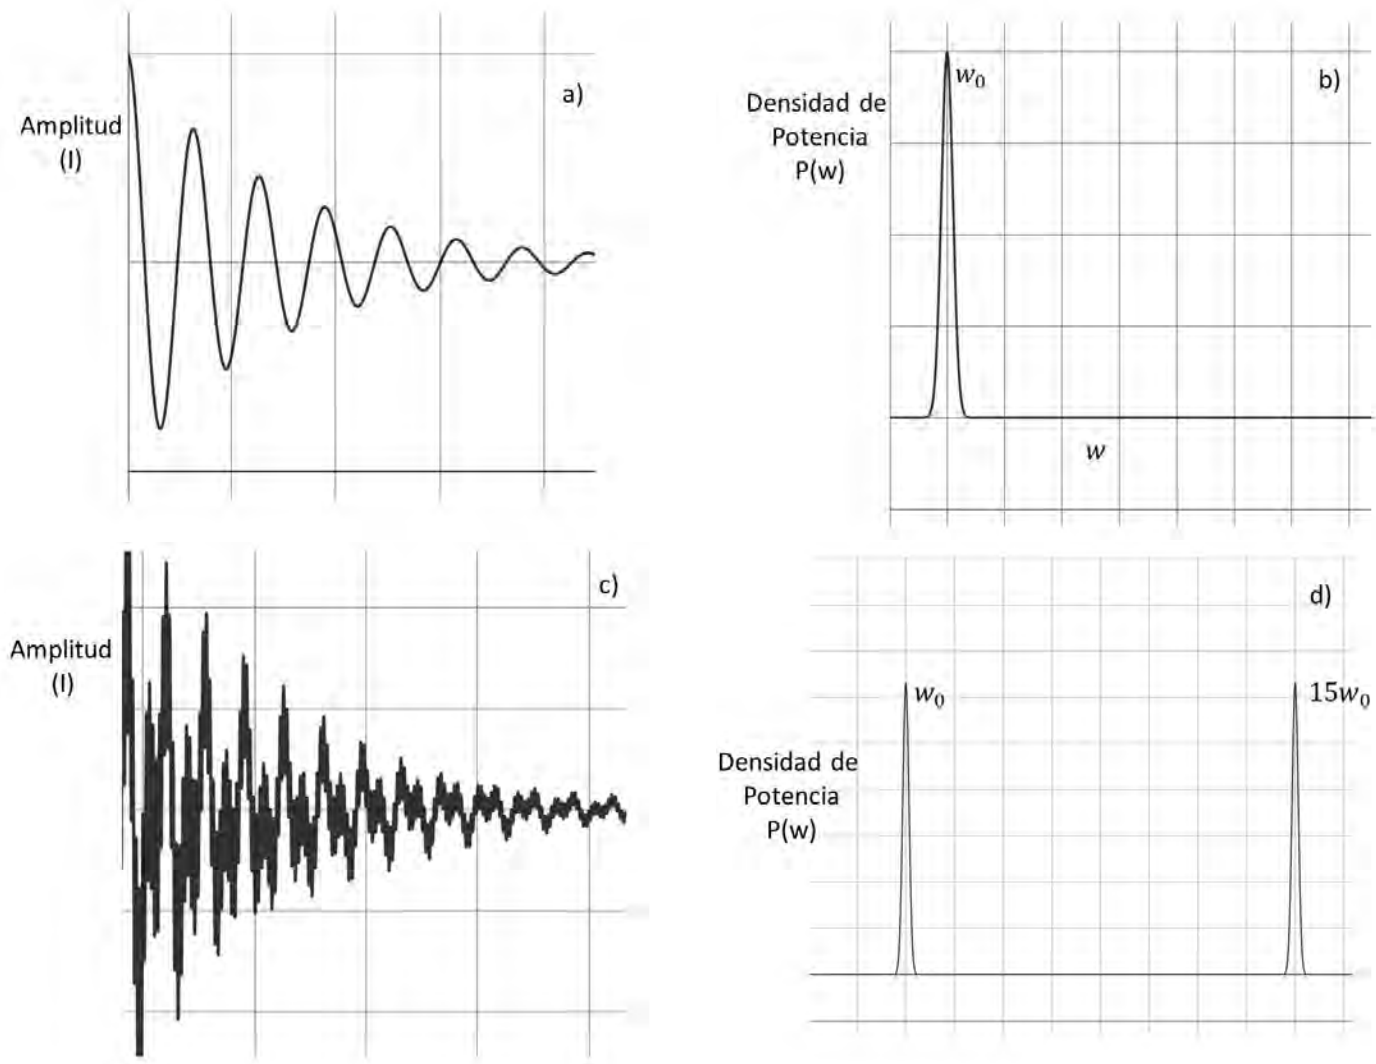 a)
Amplitud
(I)
b)
w₀
Densidad de
Potencia
P(w)
w
c)
Amplitud
(I)
d)
w₀
15w₀
Densidad de
Potencia
P(w)